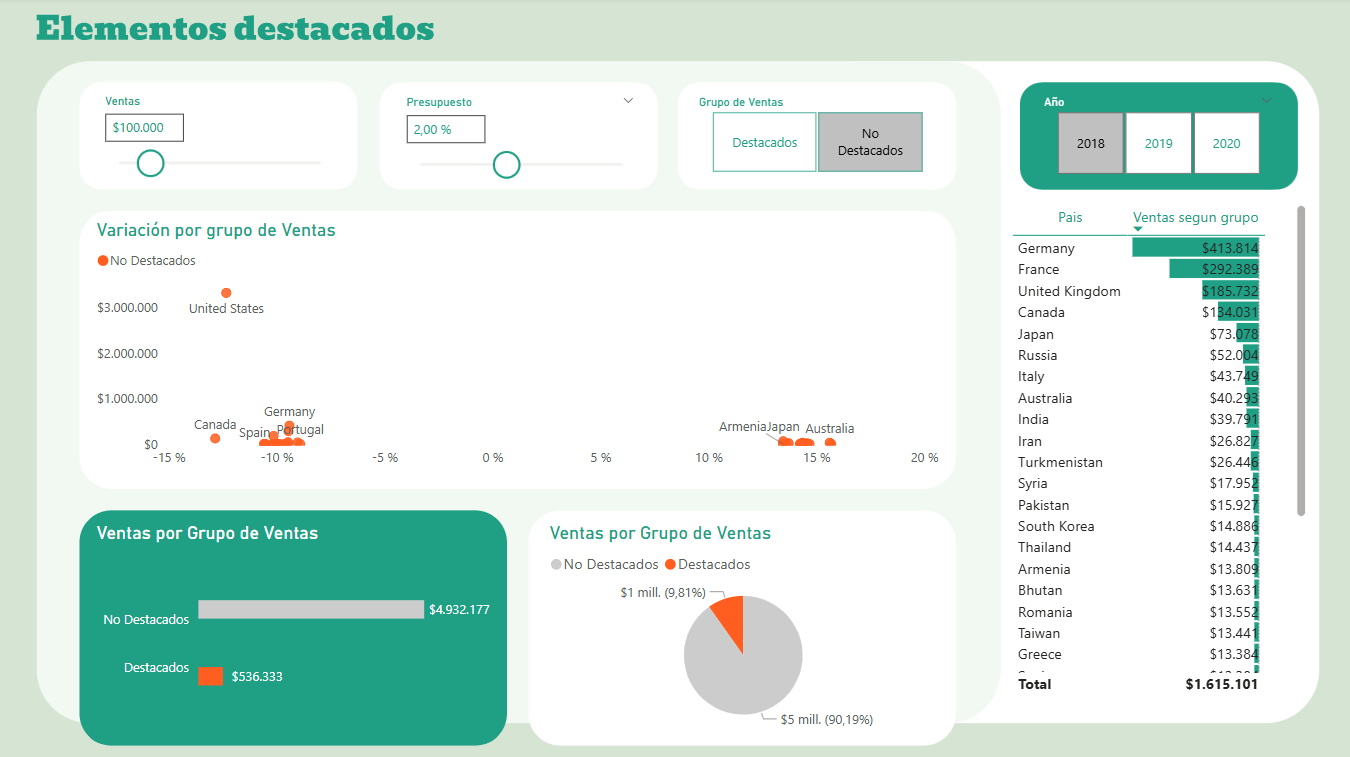 Elementos destacados
Ventas
$100.000
Presupuesto
2,00 %
Grupo de Ventas
Destacados
No
Destacados
Año
2018
2019
2020
Variación por grupo de Ventas
No Destacados
$3.000.000
$2.000.000
$1.000.000
$0
United States
Canada
Germany
Spain
Portugal
Armenia
Japan
Australia
-15 %
-10 %
-5 %
0 %
5 %
10 %
15 %
20 %
Ventas por Grupo de Ventas
No Destacados
$4.932.177
Destacados
$536.333
Ventas por Grupo de Ventas
No Destacados Destacados
$1 mill. (9,81%)
$5 mill. (90,19%)
Pais Ventas segun grupo
Germany $413.814
France $292.389
United Kingdom $185.732
Canada $134.031
Japan $73.078
Russia $52.004
Italy $43.749
Australia $40.293
India $39.791
Iran $26.827
Turkmenistan $26.446
Syria $17.952
Pakistan $15.927
South Korea $14.886
Thailand $14.437
Armenia $13.809
Bhutan $13.631
Romania $13.552
Taiwan $13.441
Greece $13.384
Total $1.615.101